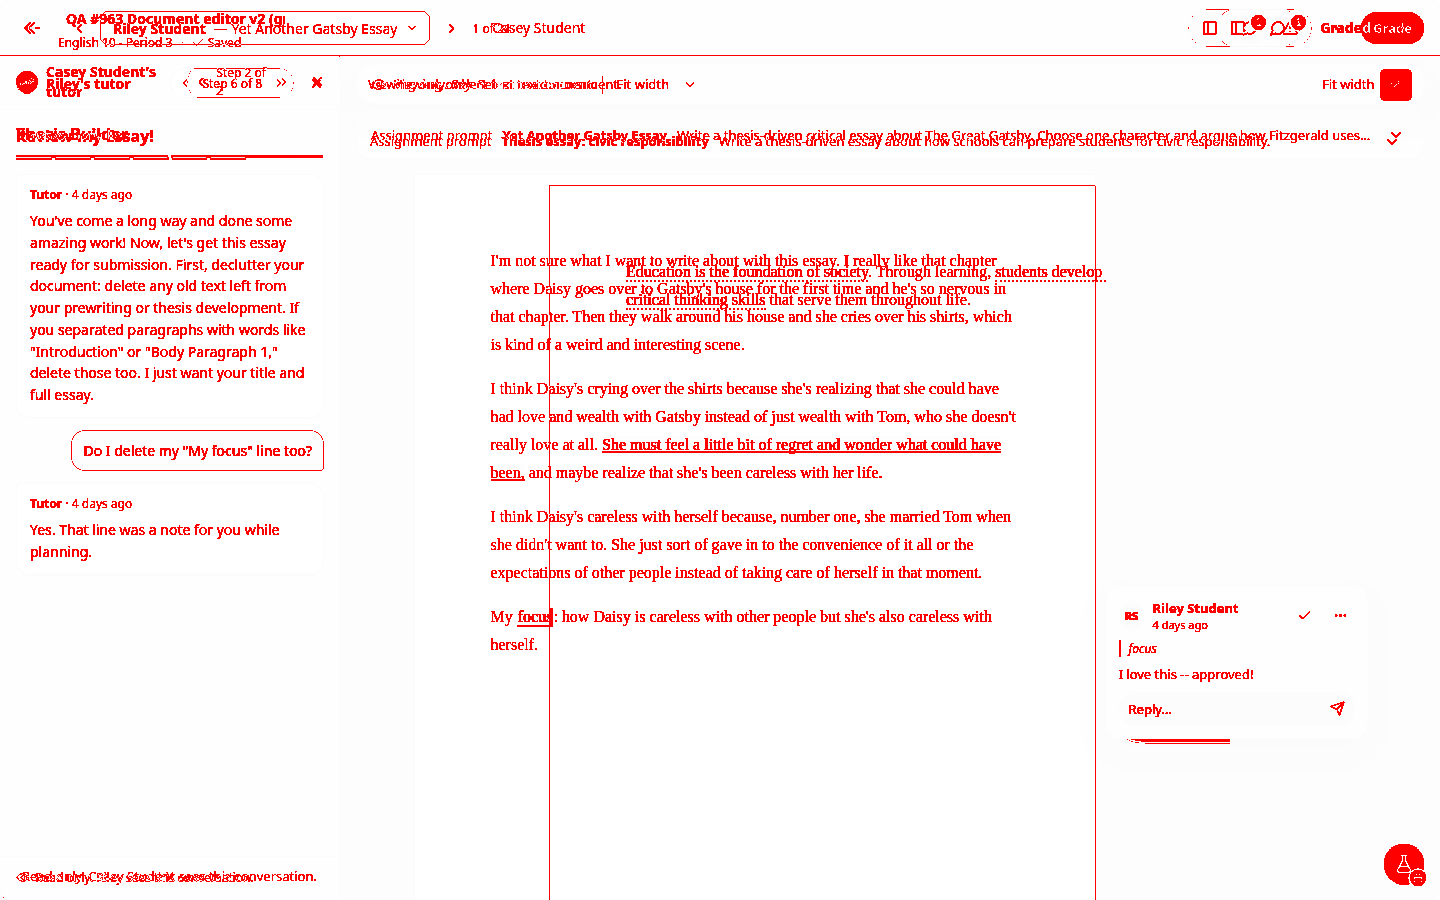 QA #963 Document editor v2 (q
Riley Student — Yet Another Gatsby Essay
English 10 - Period 3 · ✓ Saved
1 of
Casey Student
Graded
Grade
Casey Student's
Riley's tutor
tutor
Step 2 of
Step 6 of 8
2
Fit width
Fit width
Review my Essay!
Assignment prompt Yet Another Gatsby Essay Write a thesis-driven critical essay about The Great Gatsby. Choose one character and argue how Fitzgerald uses...
Assignment prompt Thesis essay: civic responsibility Write a thesis-driven essay about how schools can prepare students for civic responsibility.
Tutor · 4 days ago
You've come a long way and done some
amazing work! Now, let's get this essay
ready for submission. First, declutter your
document: delete any old text left from
your prewriting or thesis development. If
you separated paragraphs with words like
"Introduction" or "Body Paragraph 1,"
delete those too. I just want your title and
full essay.
Do I delete my "My focus" line too?
Tutor · 4 days ago
Yes. That line was a note for you while
planning.
I'm not sure what I want to write about with this essay. I really like that chapter
Education is the foundation of society. Through learning, students develop
where Daisy goes over to Gatsby's house for the first time and he's so nervous in
critical thinking skills that serve them throughout life.
that chapter. Then they walk around his house and she cries over his shirts, which
is kind of a weird and interesting scene.
I think Daisy's crying over the shirts because she's realizing that she could have
had love and wealth with Gatsby instead of just wealth with Tom, who she doesn't
really love at all. She must feel a little bit of regret and wonder what could have
been, and maybe realize that she's been careless with her life.
I think Daisy's careless with herself because, number one, she married Tom when
she didn't want to. She just sort of gave in to the convenience of it all or the
expectations of other people instead of taking care of herself in that moment.
My focus: how Daisy is careless with other people but she's also careless with
herself.
RS Riley Student
4 days ago
focus
I love this -- approved!
Reply...
conversation.